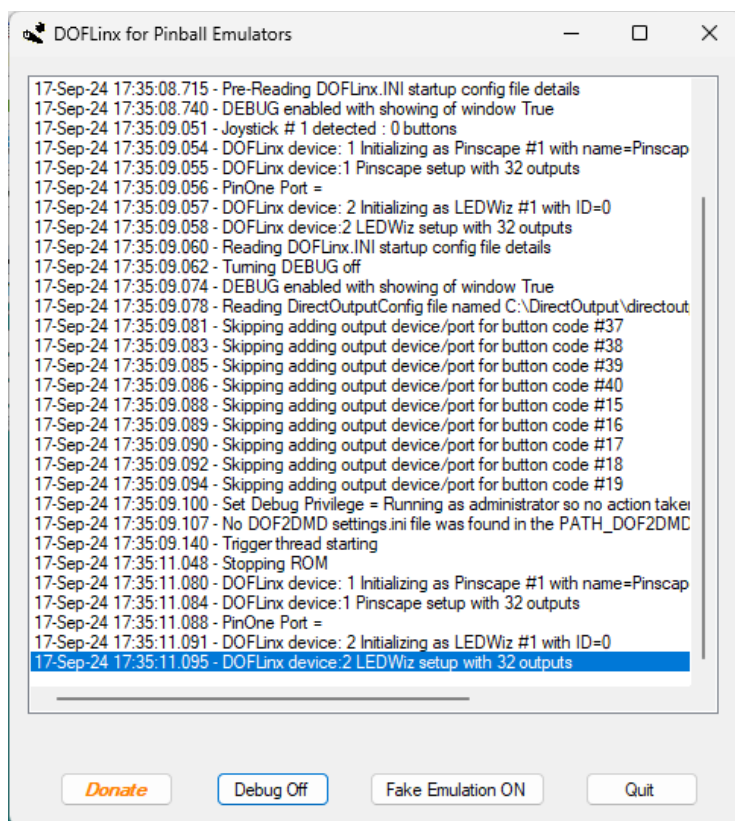 DOFLinx for Pinball Emulators
17-Sep-24 17:35:08.715 - Pre-Reading DOFLinx.INI startup config file details
17-Sep-24 17:35:08.740 - DEBUG enabled with showing of window True
17-Sep-24 17:35:09.051 - Joystick # 1 detected : 0 buttons
17-Sep-24 17:35:09.054 - DOFLinx device: 1 Initializing as Pinscape #1 with name=Pinscap
17-Sep-24 17:35:09.055 - DOFLinx device:1 Pinscape setup with 32 outputs
17-Sep-24 17:35:09.056 - PinOne Port =
17-Sep-24 17:35:09.057 - DOFLinx device: 2 Initializing as LEDWiz #1 with ID=0
17-Sep-24 17:35:09.058 - DOFLinx device:2 LEDWiz setup with 32 outputs
17-Sep-24 17:35:09.060 - Reading DOFLinx.INI startup config file details
17-Sep-24 17:35:09.062 - Turning DEBUG off
17-Sep-24 17:35:09.074 - DEBUG enabled with showing of window True
17-Sep-24 17:35:09.078 - Reading DirectOutputConfig file named C:\DirectOutput\directout
17-Sep-24 17:35:09.081 - Skipping adding output device/port for button code #37
17-Sep-24 17:35:09.083 - Skipping adding output device/port for button code #38
17-Sep-24 17:35:09.085 - Skipping adding output device/port for button code #39
17-Sep-24 17:35:09.086 - Skipping adding output device/port for button code #40
17-Sep-24 17:35:09.088 - Skipping adding output device/port for button code #15
17-Sep-24 17:35:09.089 - Skipping adding output device/port for button code #16
17-Sep-24 17:35:09.090 - Skipping adding output device/port for button code #17
17-Sep-24 17:35:09.092 - Skipping adding output device/port for button code #18
17-Sep-24 17:35:09.094 - Skipping adding output device/port for button code #19
17-Sep-24 17:35:09.100 - Set Debug Privilege = Running as administrator so no action taken
17-Sep-24 17:35:09.107 - No DOF2DMD settings.ini file was found in the PATH_DOF2DMD
17-Sep-24 17:35:09.140 - Trigger thread starting
17-Sep-24 17:35:11.048 - Stopping ROM
17-Sep-24 17:35:11.080 - DOFLinx device: 1 Initializing as Pinscape #1 with name=Pinscap
17-Sep-24 17:35:11.084 - DOFLinx device:1 Pinscape setup with 32 outputs
17-Sep-24 17:35:11.088 - PinOne Port =
17-Sep-24 17:35:11.091 - DOFLinx device: 2 Initializing as LEDWiz #1 with ID=0
17-Sep-24 17:35:11.095 - DOFLinx device:2 LEDWiz setup with 32 outputs
Donate
Debug Off
Fake Emulation ON
Quit